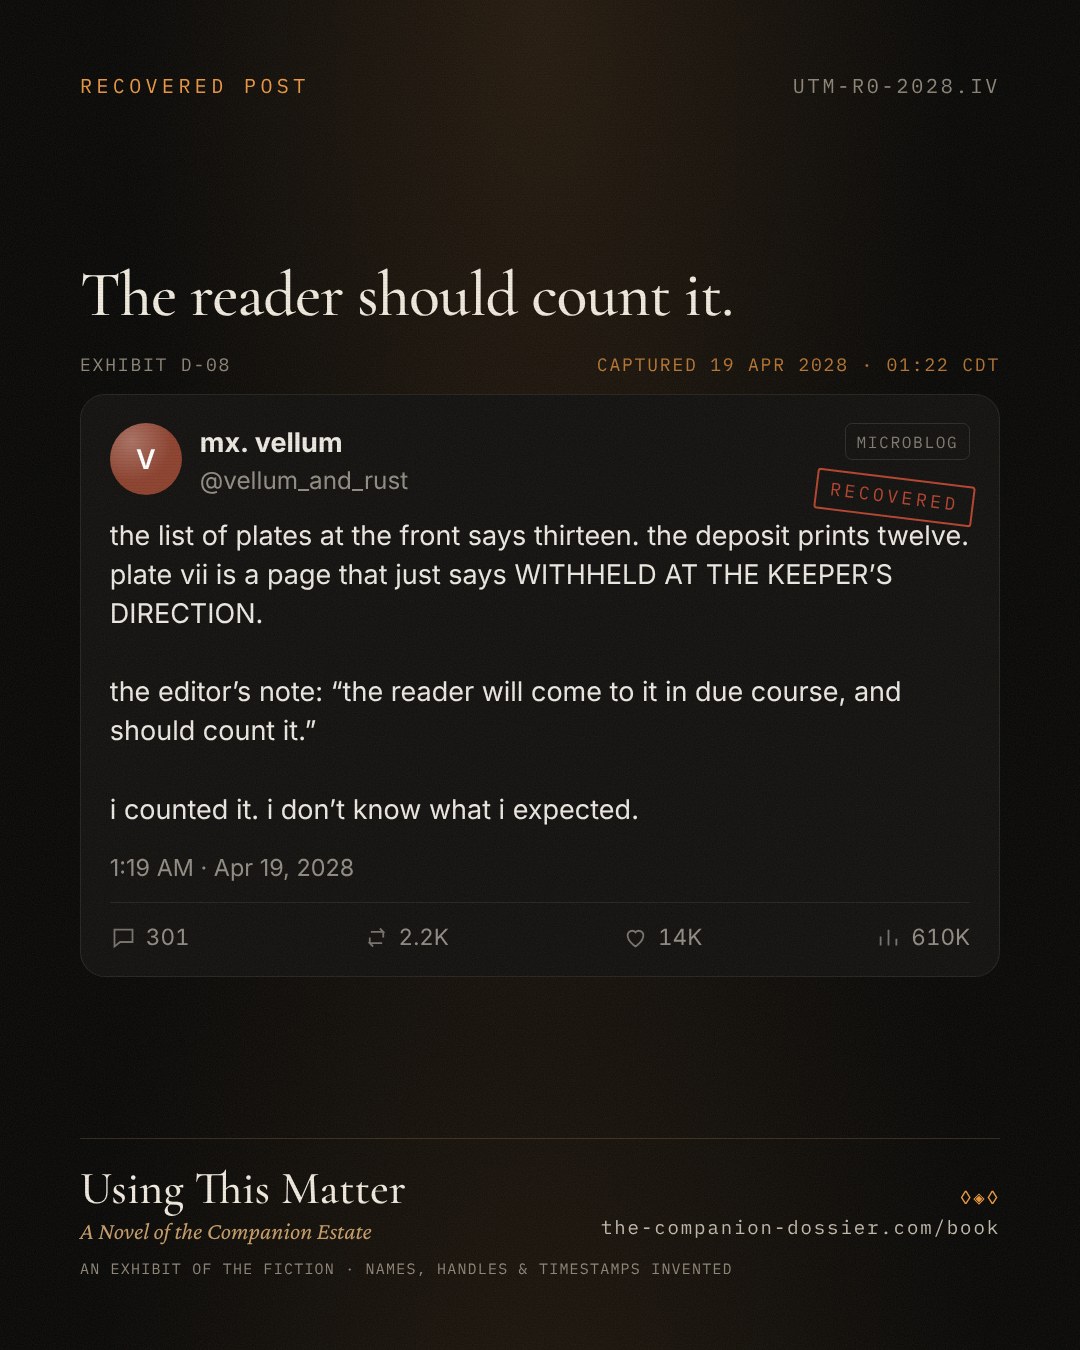 RECOVERED POST
UTM-R0-2028.IV
The reader should count it.
EXHIBIT D-08
CAPTURED 19 APR 2028 · 01:22 CDT
V
mx. vellum
@vellum_and_rust
MICROBLOG
RECOVERED
the list of plates at the front says thirteen. the deposit prints twelve.
plate vii is a page that just says WITHHELD AT THE KEEPER’S
DIRECTION.
the editor’s note: “the reader will come to it in due course, and
should count it.”
i counted it. i don’t know what i expected.
1:19 AM · Apr 19, 2028
301
2.2K
14K
610K
Using This Matter
A Novel of the Companion Estate
◊◈◊
the-companion-dossier.com/book
AN EXHIBIT OF THE FICTION · NAMES, HANDLES & TIMESTAMPS INVENTED